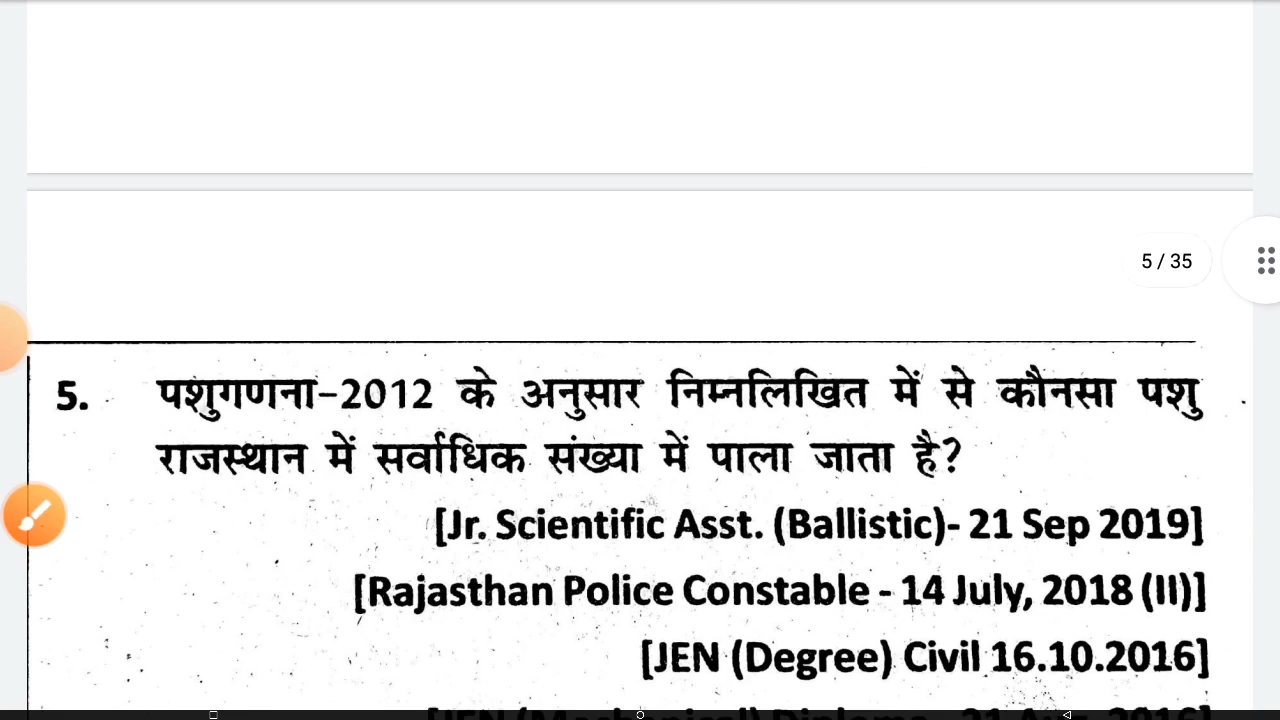 5 / 35
5. पशुगणना-2012 के अनुसार निम्नलिखित में से कौनसा पशु
राजस्थान में सर्वाधिक संख्या में पाला जाता है?
[Jr. Scientific Asst. (Ballistic)- 21 Sep 2019]
[Rajasthan Police Constable - 14 July, 2018 (II)]
[JEN (Degree) Civil 16.10.2016]